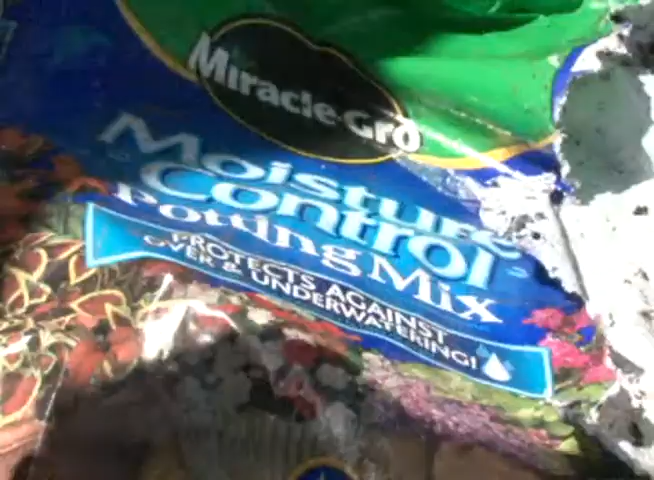 Miracle-Gro
Moisture
Control
Potting Mix
PROTECTS AGAINST
OVER & UNDERWATERING!